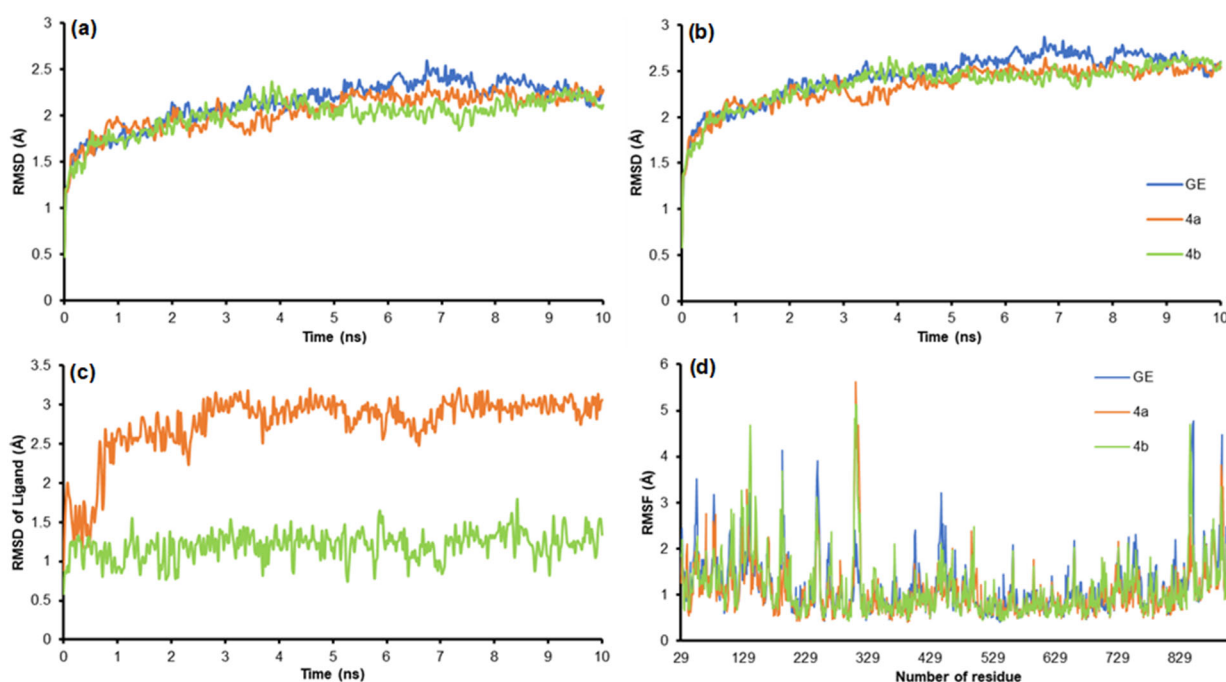 (a)
3
2.5
2
1.5
1
0.5
0
RMSD (Å)
0 1 2 3 4 5 6 7 8 9 10
Time (ns)
(b)
3
2.5
2
1.5
1
0.5
0
RMSD (Å)
GE
4a
4b
0 1 2 3 4 5 6 7 8 9 10
Time (ns)
(c)
3.5
3
2.5
2
1.5
1
0.5
0
RMSD of Ligand (Å)
0 1 2 3 4 5 6 7 8 9 10
Time (ns)
(d)
6
5
4
3
2
1
0
RMSF (Å)
GE
4a
4b
29 129 229 329 429 529 629 729 829
Number of residue